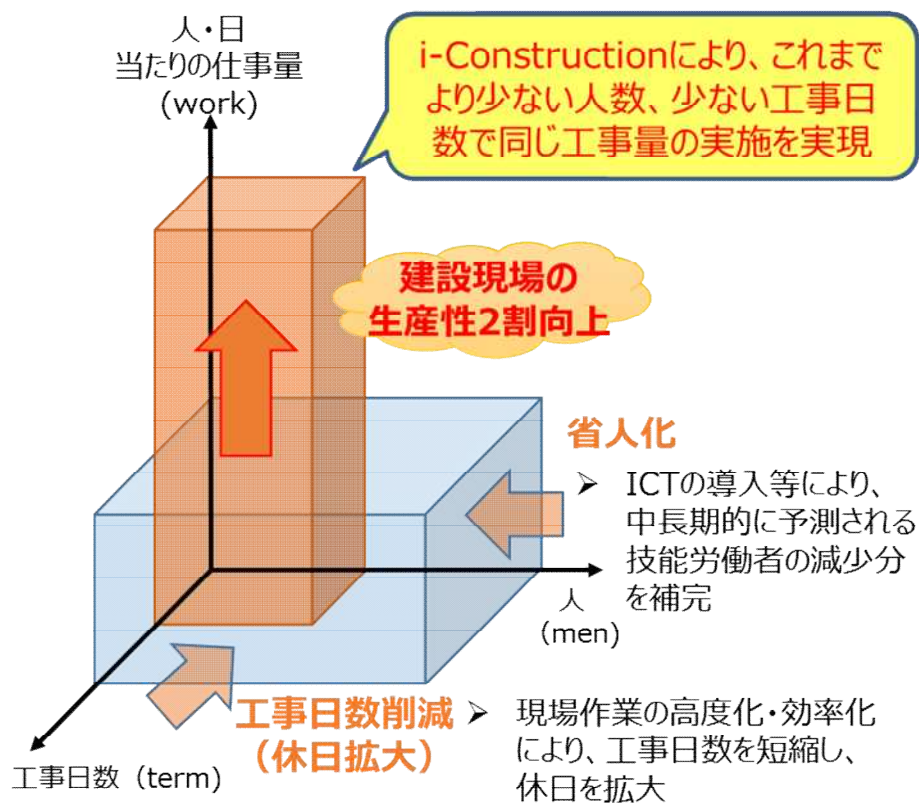 人・日
当たりの仕事量
(work)
i-Constructionにより、これまで
より少ない人数、少ない工事日
数で同じ工事量の実施を実現
建設現場の
生産性2割向上
省人化
➢ ICTの導入等により、
中長期的に予測される
技能労働者の減少分
を補完
人
(men)
工事日数削減
(休日拡大)
➢ 現場作業の高度化・効率化
により、工事日数を短縮し、
休日を拡大
工事日数 (term)